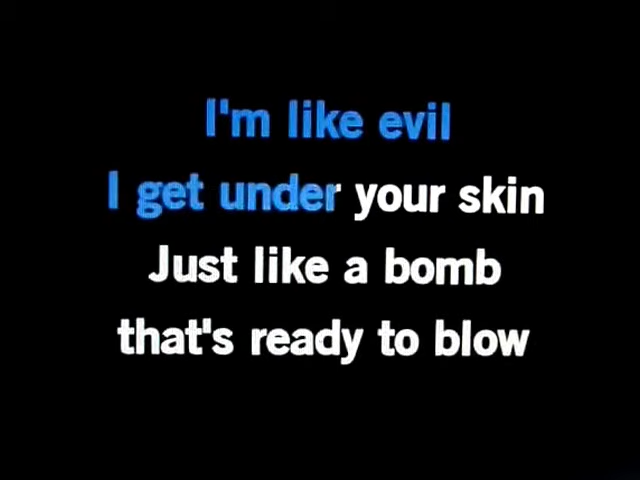 I'm like evil
I get under your skin
Just like a bomb
that's ready to blow